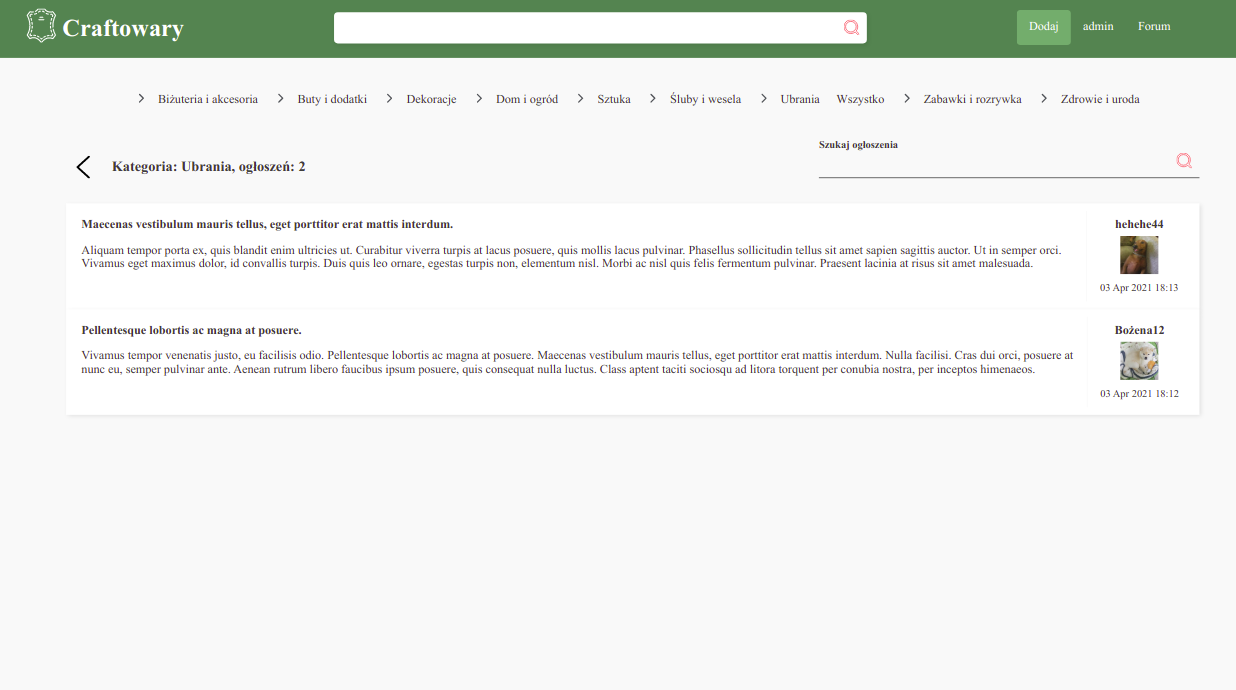 Craftowary
Dodaj admin Forum
Biżuteria i akcesoria Buty i dodatki Dekoracje Dom i ogród Sztuka Śluby i wesela Ubrania Wszystko Zabawki i rozrywka Zdrowie i uroda
Szukaj ogłoszenia
Kategoria: Ubrania, ogłoszeń: 2
Maecenas vestibulum mauris tellus, eget porttitor erat mattis interdum.
Aliquam tempor porta ex, quis blandit enim ultricies ut. Curabitur viverra turpis at lacus posuere, quis mollis lacus pulvinar. Phasellus sollicitudin tellus sit amet sapien sagittis auctor. Ut in semper orci.
Vivamus eget maximus dolor, id convallis turpis. Duis quis leo ornare, egestas turpis non, elementum nisl. Morbi ac nisl quis felis fermentum pulvinar. Praesent lacinia at risus sit amet malesuada.
hehehe44
03 Apr 2021 18:13
Pellentesque lobortis ac magna at posuere.
Vivamus tempor venenatis justo, eu facilisis odio. Pellentesque lobortis ac magna at posuere. Maecenas vestibulum mauris tellus, eget porttitor erat mattis interdum. Nulla facilisi. Cras dui orci, posuere at
nunc eu, semper pulvinar ante. Aenean rutrum libero faucibus ipsum posuere, quis consequat nulla luctus. Class aptent taciti sociosqu ad litora torquent per conubia nostra, per inceptos himenaeos.
Bożena12
03 Apr 2021 18:12